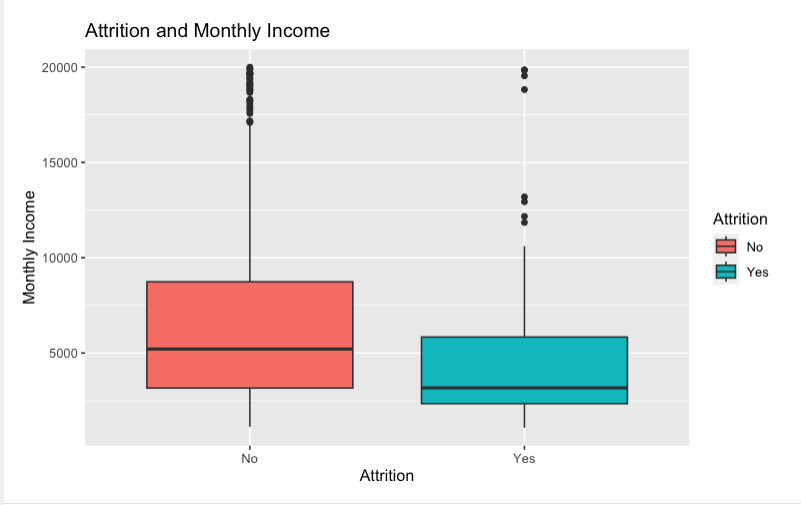 Attrition and Monthly Income
20000
15000
10000
5000
Monthly Income
No
Yes
Attrition
Attrition
No
Yes